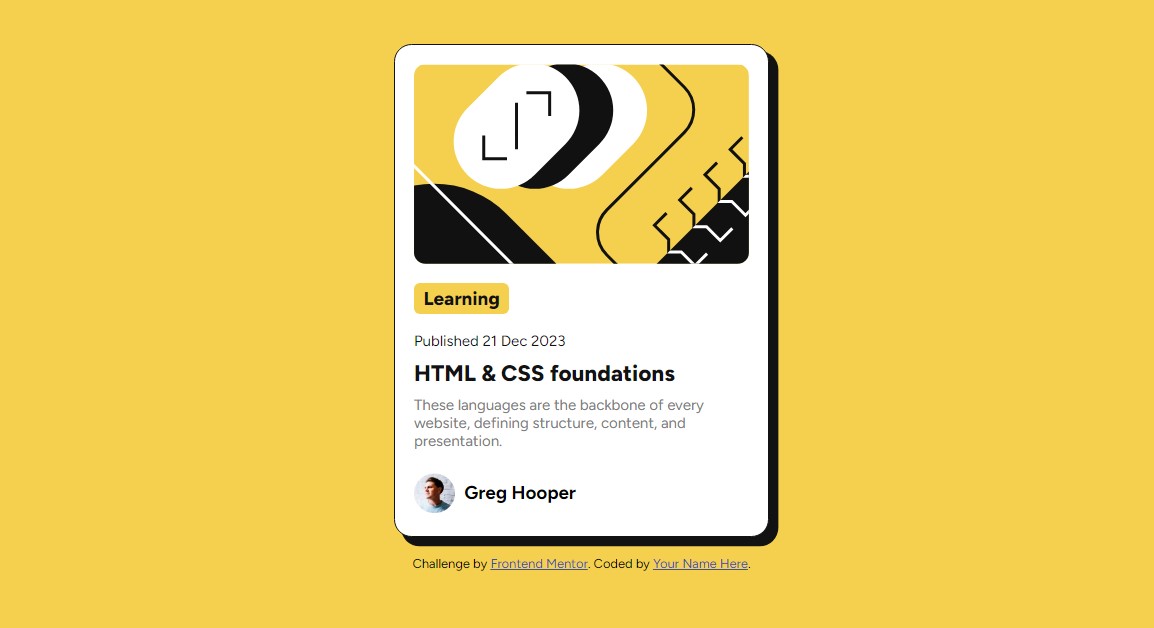 Learning
Published 21 Dec 2023
HTML & CSS foundations
These languages are the backbone of every
website, defining structure, content, and
presentation.
Greg Hooper
Challenge by Frontend Mentor. Coded by Your Name Here.